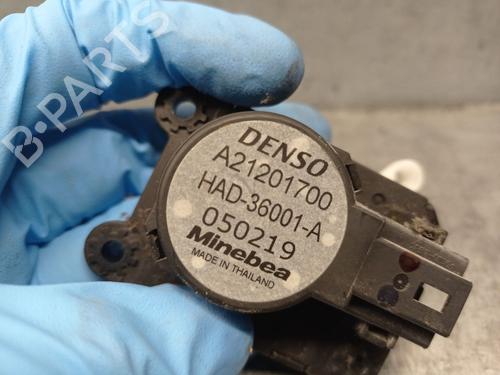 B-PARTS
DENSO
A21201700
HAD-36001-A
050219
Minebea
MADE IN THAILAND